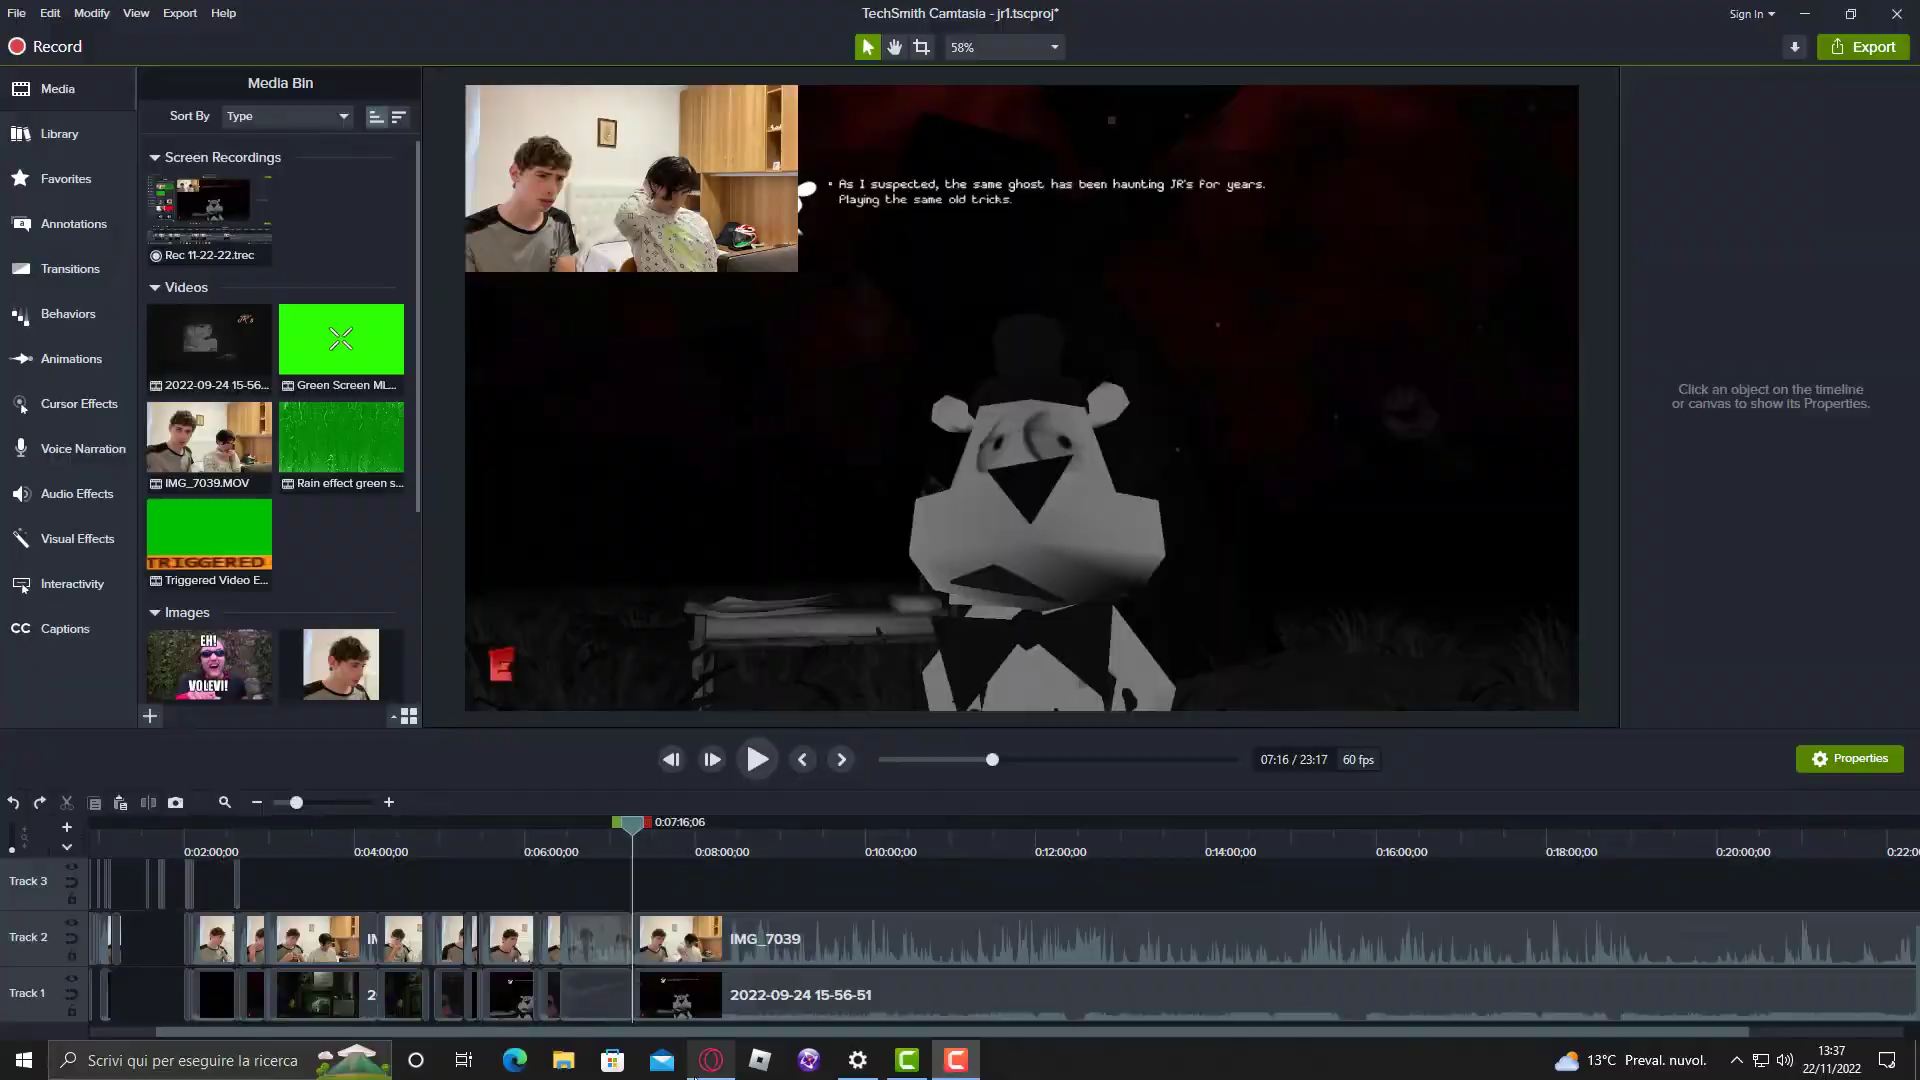 File Edit Modify View Export Help
TechSmith Camtasia - jr1.tscproj*
Sign In
Record
58%
Export
Media
Library
Favorites
Annotations
Transitions
Behaviors
Animations
Cursor Effects
Voice Narration
Audio Effects
Visual Effects
Interactivity
CC Captions
Media Bin
Sort By Type
Screen Recordings
Rec 11-22-22.trec
Videos
JR's
2022-09-24 15-56...
Green Screen ML...
IMG_7039.MOV
Rain effect green s...
TRIGGERED
Triggered Video E...
Images
EH!
VOLEVI!
• As I suspected, the same ghost has been haunting JR's for years.
Playing the same old tricks.
E
Click an object on the timeline
or canvas to show its Properties.
07:16 / 23:17 60 fps
Properties
0:07:16;06
0:02:00;00 0:04:00;00 0:06:00;00 0:08:00;00 0:10:00;00 0:12:00;00 0:14:00;00 0:16:00;00 0:18:00;00 0:20:00;00 0:22:0
Track 3
Track 2
IMG_7039
Track 1
2
2022-09-24 15-56-51
Scrivi qui per eseguire la ricerca
13°C Preval. nuvol.
13:37
22/11/2022